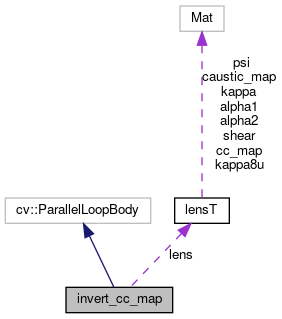 Mat
psi
caustic_map
kappa
alpha1
alpha2
shear
cc_map
kappa8u
cv::ParallelLoopBody
lensT
lens
invert_cc_map